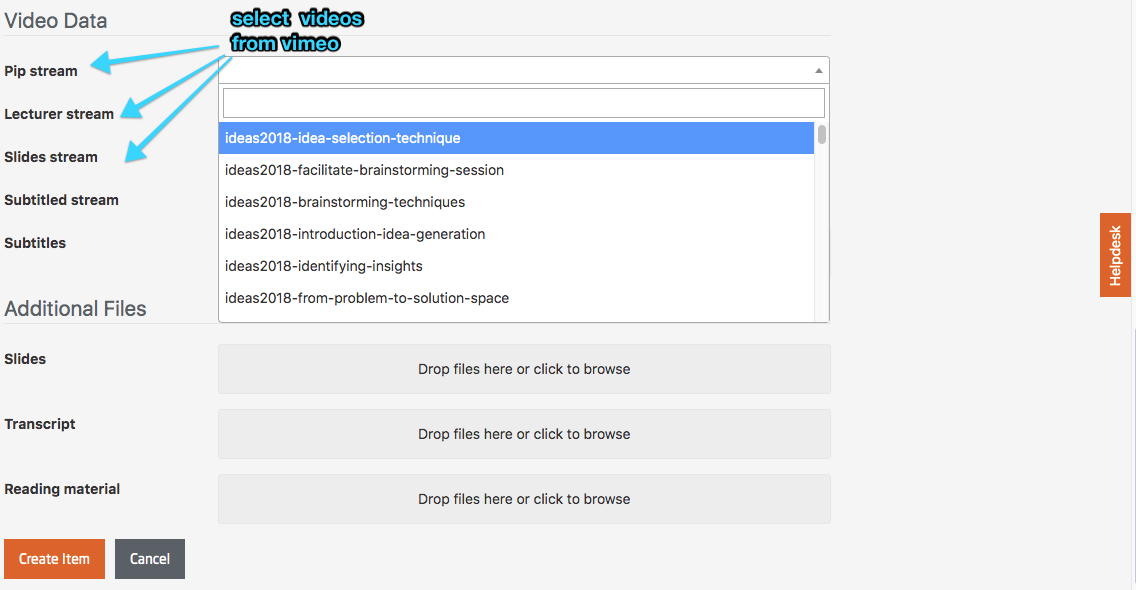 Video Data
select videos
from vimeo
Pip stream
Lecturer stream
Slides stream
Subtitled stream
Subtitles
ideas2018-idea-selection-technique
ideas2018-facilitate-brainstorming-session
ideas2018-brainstorming-techniques
ideas2018-introduction-idea-generation
ideas2018-identifying-insights
ideas2018-from-problem-to-solution-space
Helpdesk
Additional Files
Slides
Drop files here or click to browse
Transcript
Drop files here or click to browse
Reading material
Drop files here or click to browse
Create Item
Cancel